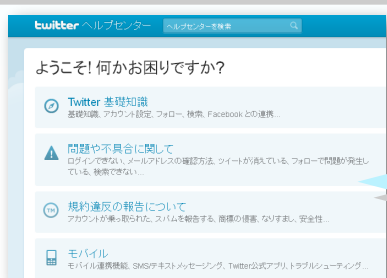 twitter ヘルプセンター ヘルプセンターを検索
ようこそ! 何かお困りですか?
Twitter 基礎知識
基礎知識、アカウント設定、フォロー、検索、Facebook との連携...
問題や不具合に関して
ログインできない、メールアドレスの確認方法、ツイートが消えている、フォローで問題が発生し
ている、検索できない...
規約違反の報告について
アカウントが乗っ取られた、スパムを報告する、商標の侵害、なりすまし、安全性...
モバイル
モバイル連携機能、SMS/テキストメッセージング、Twitter公式アプリ、トラブルシューティング...